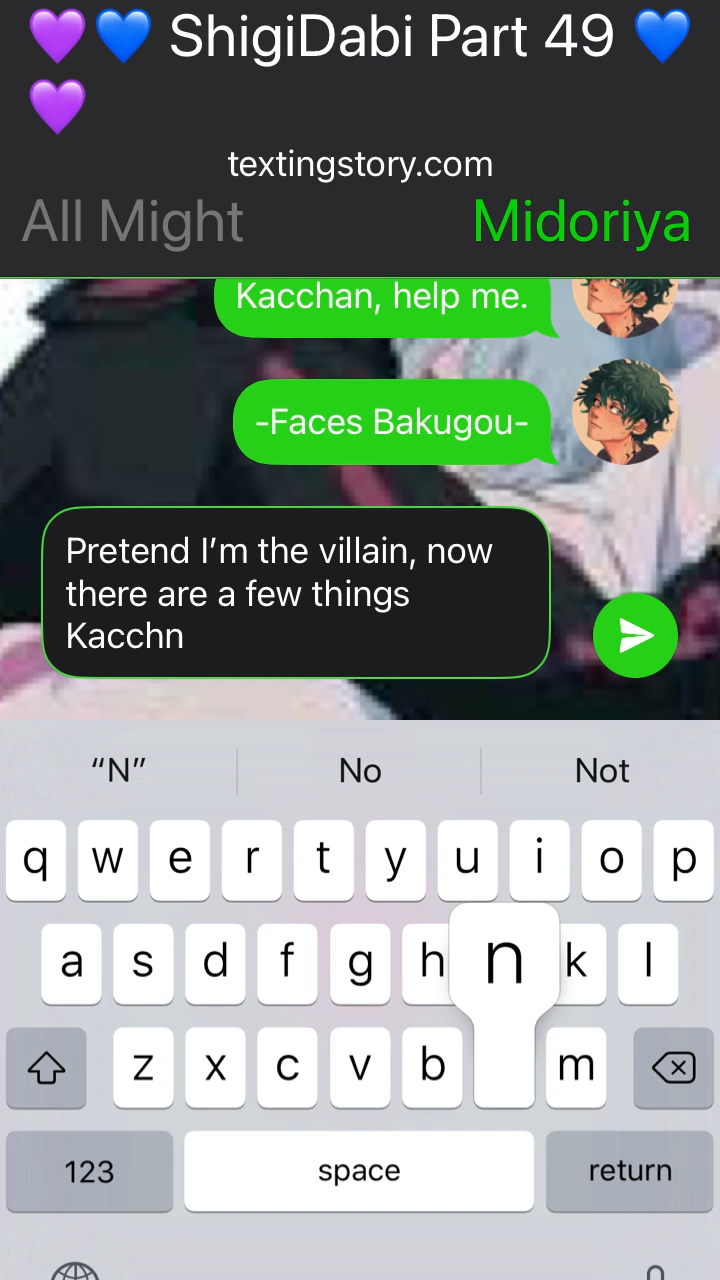 💜💙 ShigiDabi Part 49 💙
💜
textingstory.com
All Might Midoriya
Kacchan, help me.
-Faces Bakugou-
Pretend I’m the villain, now
there are a few things
Kacchn
“N” No Not
q w e r t y u i o p
a s d f g h n k l
z x c v b m
123 space return